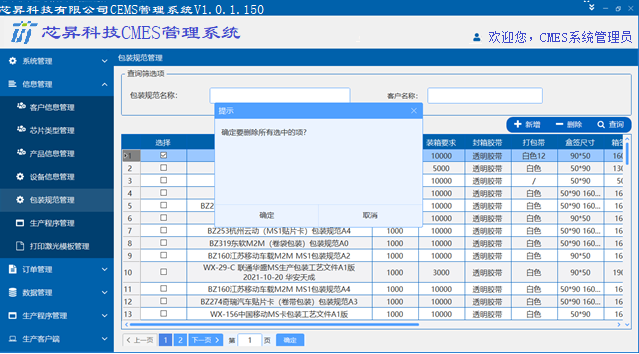 芯昇科技有限公司CEMS管理系统V1.0.1.150
芯昇科技CMES管理系统
欢迎您，CMES系统管理员
系统管理
信息管理
客户信息管理
芯片类型管理
产品信息管理
设备信息管理
包装规范管理
生产程序管理
打印激光模板管理
订单管理
数据管理
生产程序管理
生产客户端
包装规范管理
查询筛选项
包装规范名称：
客户名称：
新增 删除 查询
提示
确定要删除所有选中的项?
确定 取消
选择 装箱要求 封箱胶带 打包带 盒签尺寸 箱签
1 10000 透明胶带 白色12 90*50 160
2 5000 透明胶带 白色 90*50 130
3 10000 透明胶带 / 50*90 50
4 10000 透明胶带 白色 50*90 160... 50*
5 BZ2 10000 透明胶带 白色 50*90 160... 50*
6 10000 透明胶带 白色 90*50 16
7 BZ253杭州云动（MS1贴片卡）包装规范A4 1000 10000 透明胶带 白色 50*90 160... 50*
8 BZ319东软M2M（卷袋包装）包装规范A0 1000 10000 透明胶带 白色 50*90 160... 50*
9 BZ160江苏移动车载M2M MS1包装规范A2 1000 10000 透明胶带 白色 90*50 16
10 WX-29-C 联通华盛MS生产包装工艺文件A1版 2021-10-20 华安天成 1000 3000 透明胶带 白色 90*50 190
11 BZ160江苏移动车载M2M MS1包装规范A4 1000 10000 透明胶带 白色 50*90 160... 50*
12 BZ274奇瑞汽车贴片卡（卷带包装）包装规范A3 1000 10000 透明胶带 白色 50*90 160... 50*
13 WX-156中国移动MS卡包装工艺文件A1版 1000 10000 透明胶带 白色 90*50 160
上一页 1 2 下一页 第 1 页 确定